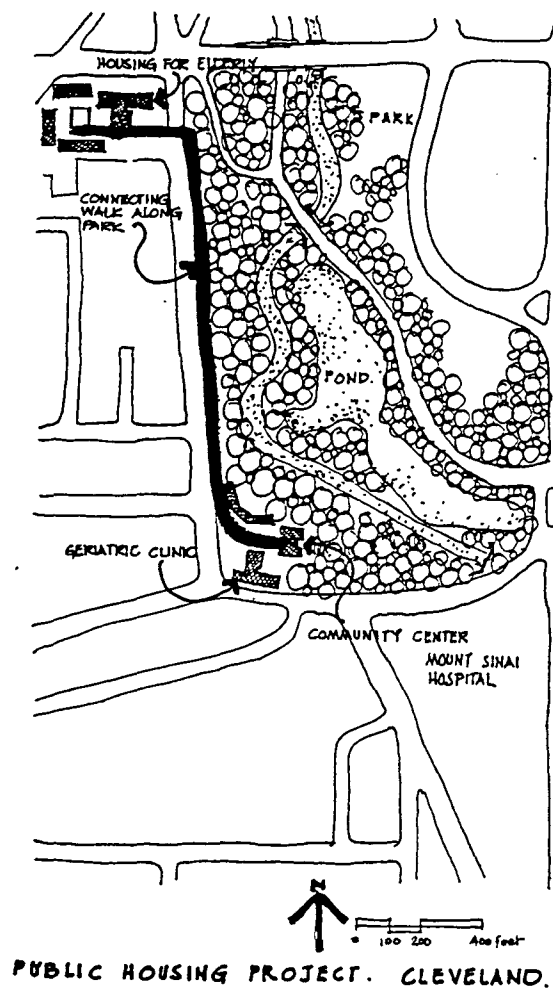 HOUSING FOR ELDERLY
PARK
CONNECTING
WALK ALONG
PARK
POND.
GERIATRIC CLINIC
COMMUNITY CENTER
MOUNT SINAI
HOSPITAL
N
0 100 200 400 feet
PUBLIC HOUSING PROJECT. CLEVELAND.